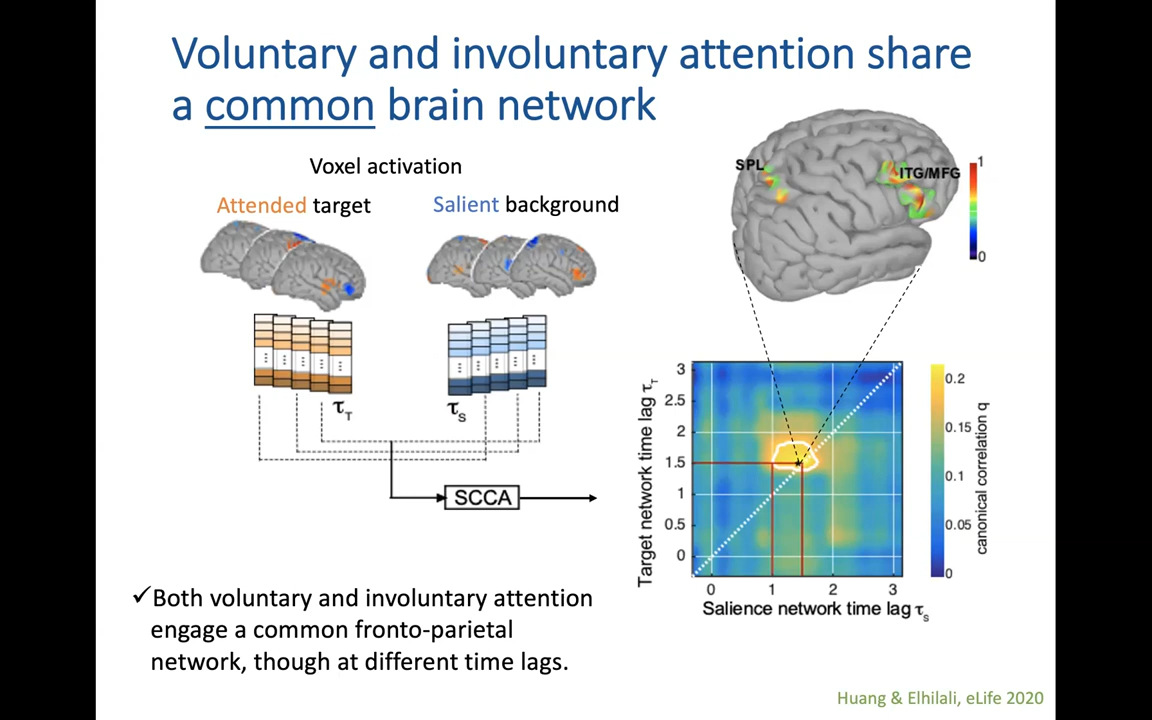 Voluntary and involuntary attention share
a common brain network
Voxel activation
Attended target
Salient background
τT
τS
SCCA
SPL
ITG/MFG
1
0
3
2.5
2
1.5
1
0.5
0
Target network time lag τT
0 1 2 3
Salience network time lag τs
0.2
0.15
0.1
0.05
0
canonical correlation q
✓Both voluntary and involuntary attention
engage a common fronto-parietal
network, though at different time lags.
Huang & Elhilali, eLife 2020